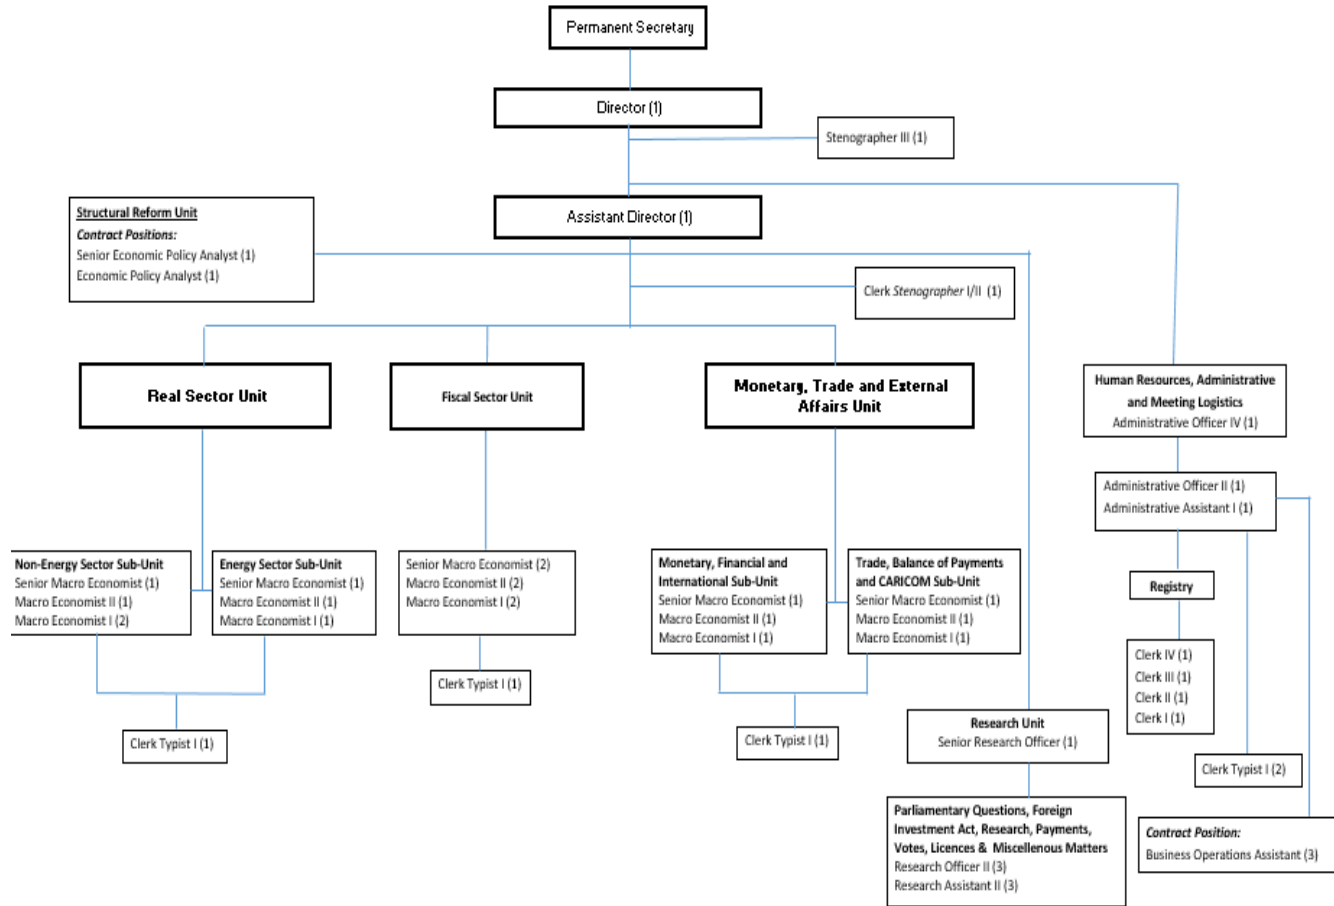 Permanent Secretary
Director (1)
Stenographer III (1)
Structural Reform Unit
Contract Positions:
Senior Economic Policy Analyst (1)
Economic Policy Analyst (1)
Assistant Director (1)
Clerk Stenographer I/II (1)
Real Sector Unit
Fiscal Sector Unit
Monetary, Trade and External
Affairs Unit
Human Resources, Administrative
and Meeting Logistics
Administrative Officer IV (1)
Administrative Officer II (1)
Administrative Assistant I (1)
Non-Energy Sector Sub-Unit
Senior Macro Economist (1)
Macro Economist II (1)
Macro Economist I (2)
Energy Sector Sub-Unit
Senior Macro Economist (1)
Macro Economist II (1)
Macro Economist I (1)
Senior Macro Economist (2)
Macro Economist II (2)
Macro Economist I (2)
Monetary, Financial and
International Sub-Unit
Senior Macro Economist (1)
Macro Economist II (1)
Macro Economist I (1)
Trade, Balance of Payments
and CARICOM Sub-Unit
Senior Macro Economist (1)
Macro Economist II (1)
Macro Economist I (1)
Registry
Clerk IV (1)
Clerk III (1)
Clerk II (1)
Clerk I (1)
Clerk Typist I (1)
Clerk Typist I (1)
Clerk Typist I (1)
Research Unit
Senior Research Officer (1)
Clerk Typist I (2)
Parliamentary Questions, Foreign
Investment Act, Research, Payments,
Votes, Licences & Miscellenous Matters
Research Officer II (3)
Research Assistant II (3)
Contract Position:
Business Operations Assistant (3)